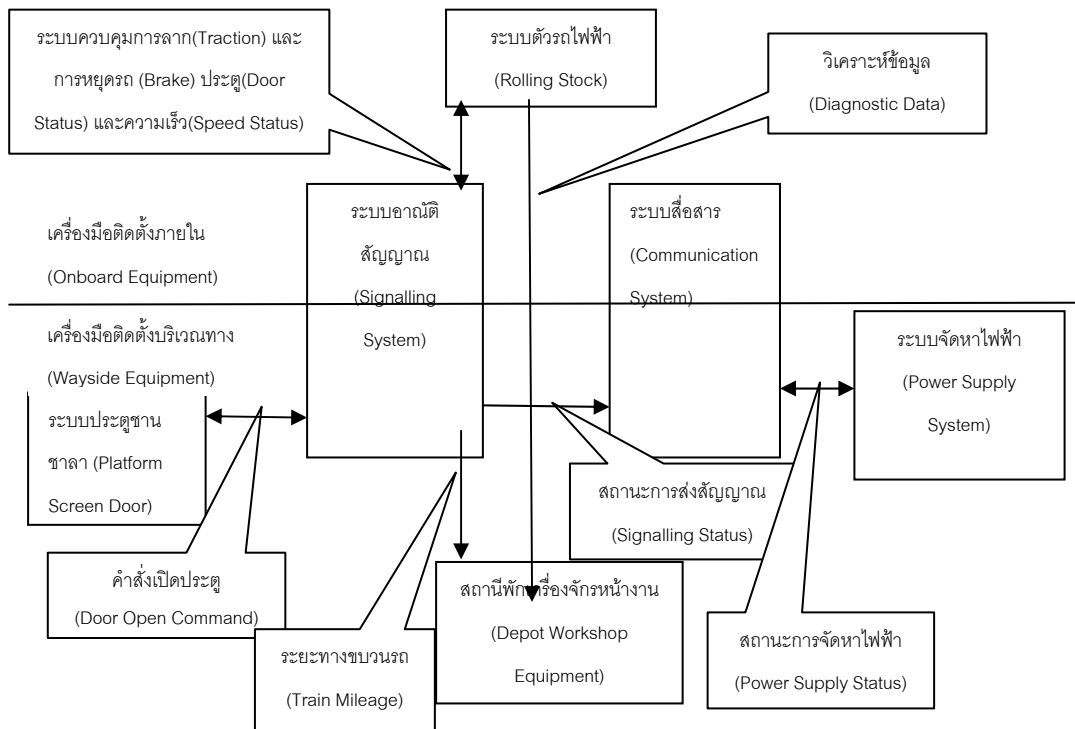 ระบบควบคุมการลาก(Traction) และ
การหยุดรถ (Brake) ประตู(Door
Status) และความเร็ว(Speed Status)
ระบบตัวรถไฟฟ้า
(Rolling Stock)
วิเคราะห์ข้อมูล
(Diagnostic Data)
เครื่องมือติดตั้งภายใน
(Onboard Equipment)
ระบบอาณัติ
สัญญาณ
(Signalling
System)
ระบบสื่อสาร
(Communication
System)
เครื่องมือติดตั้งบริเวณทาง
(Wayside Equipment)
ระบบประตูชาน
ชาลา (Platform
Screen Door)
ระบบจัดหาไฟฟ้า
(Power Supply
System)
สถานะการส่งสัญญาณ
(Signalling Status)
คำสั่งเปิดประตู
(Door Open Command)
สถานีพักเครื่องจักรหน้างาน
(Depot Workshop
Equipment)
ระยะทางขบวนรถ
(Train Mileage)
สถานะการจัดหาไฟฟ้า
(Power Supply Status)